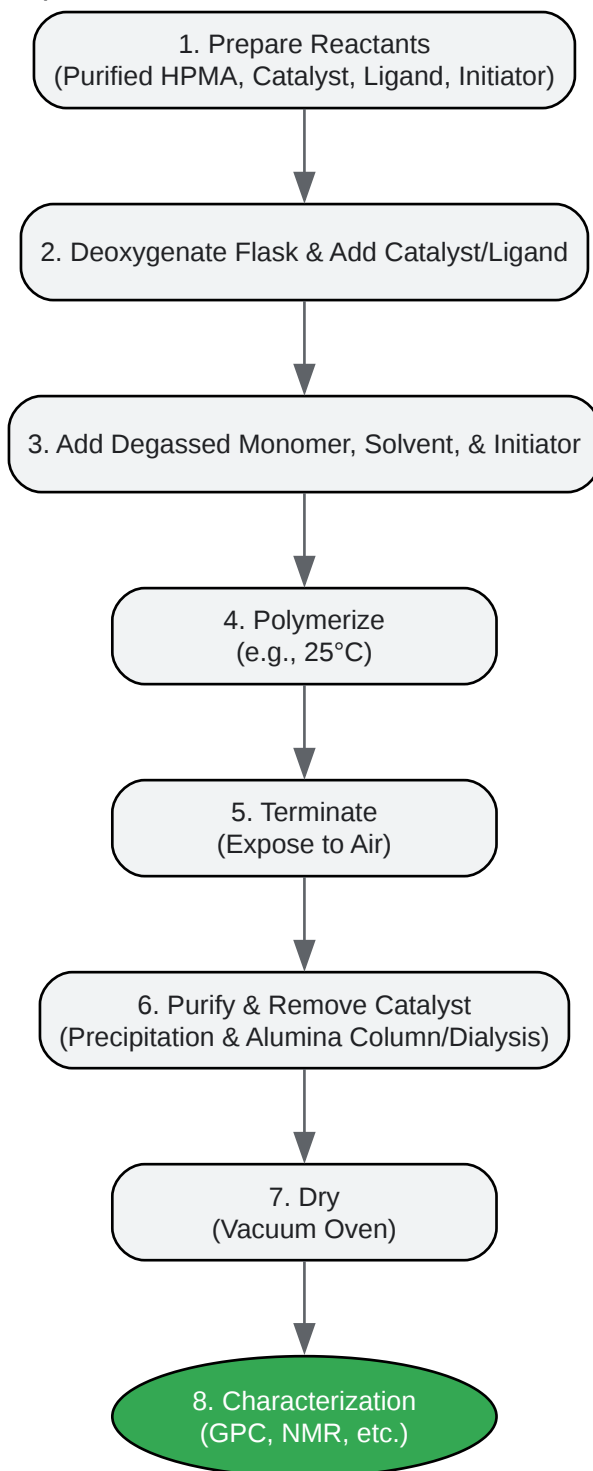 1. Prepare Reactants
(Purified HPMA, Catalyst, Ligand, Initiator)
2. Deoxygenate Flask & Add Catalyst/Ligand
3. Add Degassed Monomer, Solvent, & Initiator
4. Polymerize
(e.g., 25°C)
5. Terminate
(Expose to Air)
6. Purify & Remove Catalyst
(Precipitation & Alumina Column/Dialysis)
7. Dry
(Vacuum Oven)
8. Characterization
(GPC, NMR, etc.)